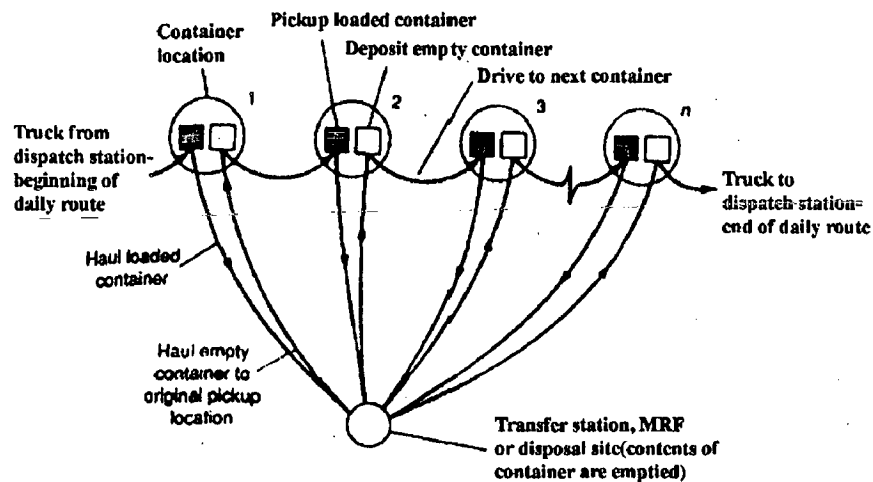 Pickup loaded container
Container
location
Deposit empty container
Drive to next container
1
2
3
n
Truck from
dispatch station-
beginning of
daily route
Truck to
dispatch-station=
end of daily route
Haul loaded
container
Haul empty
container to
original pickup
location
Transfer station, MRF
or disposal site(contents of
container are emptied)